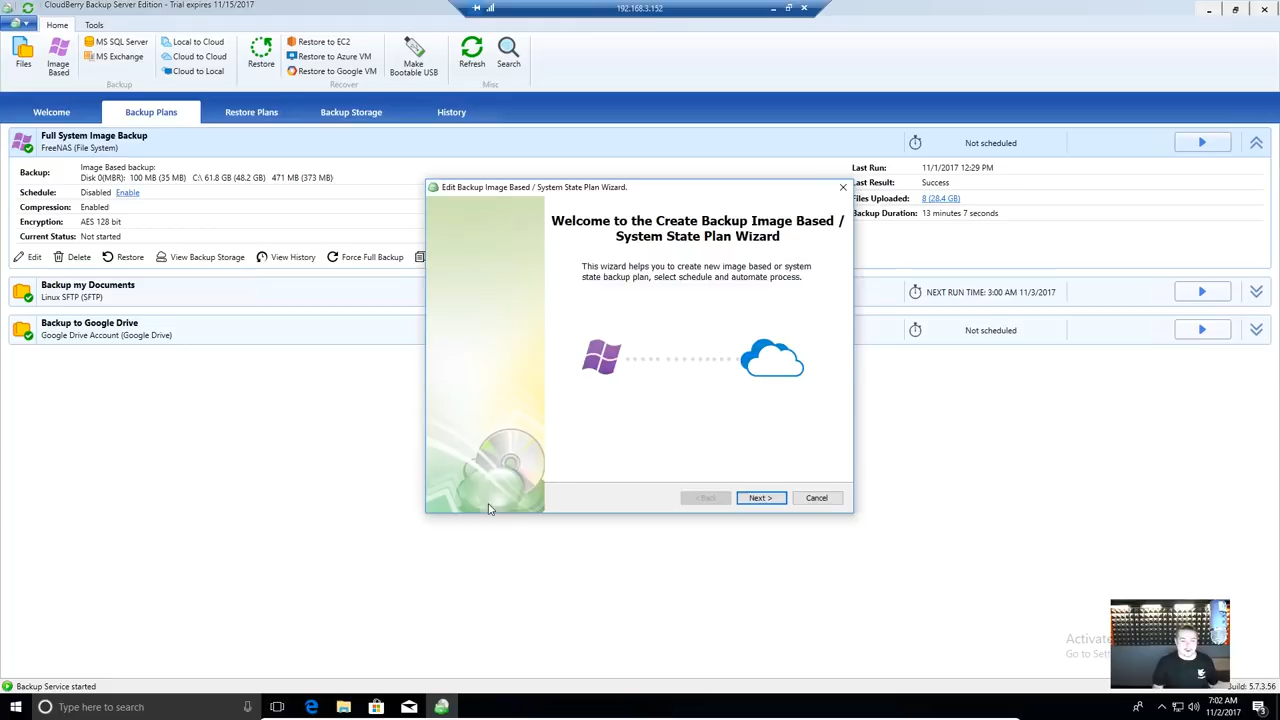 CloudBerry Backup Server Edition - Trial expires 11/15/2017
192.168.3.152
Home
Tools
Files
Image Based
MS SQL Server
MS Exchange
Backup
Local to Cloud
Cloud to Cloud
Cloud to Local
Restore
Restore to EC2
Restore to Azure VM
Restore to Google VM
Recover
Make Bootable USB
Refresh
Search
Misc
Welcome
Backup Plans
Restore Plans
Backup Storage
History
Full System Image Backup
FreeNAS (File System)
Not scheduled
Backup:
Image Based backup:
Disk 0(MBR): 100 MB (35 MB) C:\ 61.8 GB (48.2 GB) 471 MB (373 MB)
Schedule: Disabled Enable
Compression: Enabled
Encryption: AES 128 bit
Current Status: Not started
Last Run: 11/1/2017 12:29 PM
Last Result: Success
Files Uploaded: 8 (28.4 GB)
Backup Duration: 13 minutes 7 seconds
Edit
Delete
Restore
View Backup Storage
View History
Force Full Backup
Backup my Documents
Linux SFTP (SFTP)
NEXT RUN TIME: 3:00 AM 11/3/2017
Backup to Google Drive
Google Drive Account (Google Drive)
Not scheduled
Edit Backup Image Based / System State Plan Wizard.
Welcome to the Create Backup Image Based /
System State Plan Wizard
This wizard helps you to create new image based or system
state backup plan, select schedule and automate process.
< Back
Next >
Cancel
Activate
Go to Set
Backup Service started
Build: 5.7.3.56
Type here to search
7:02 AM
11/2/2017